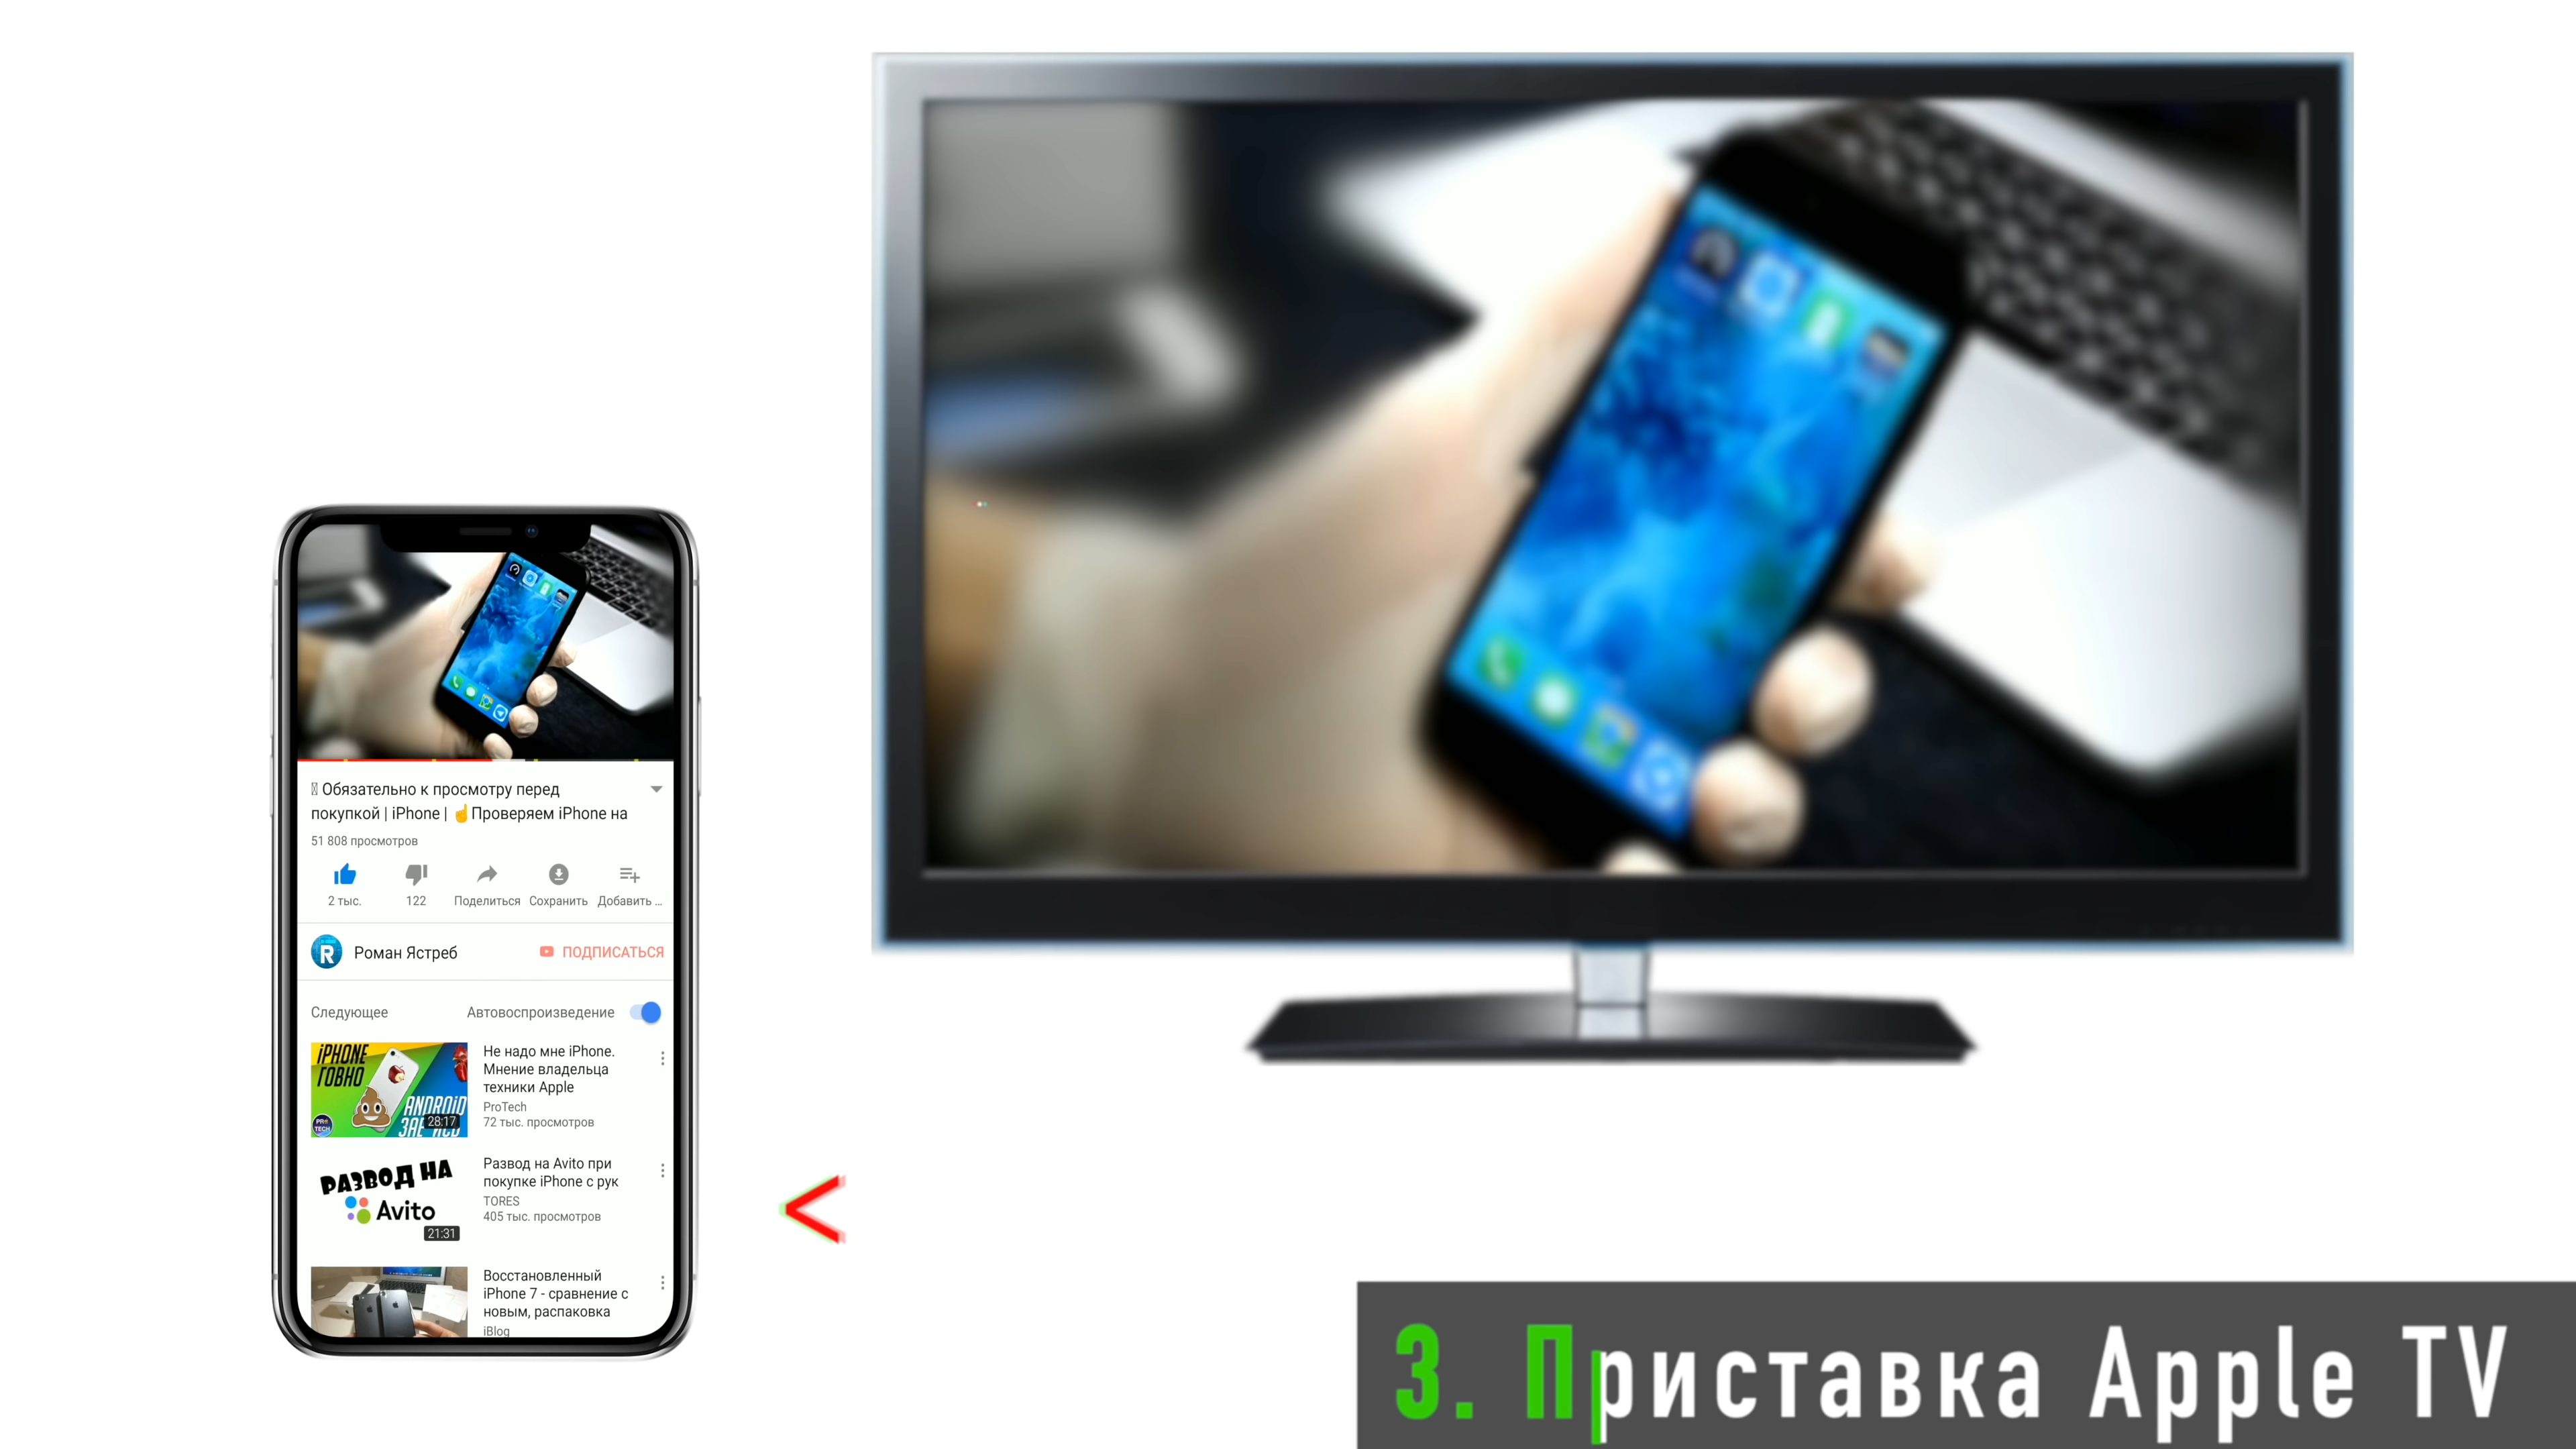 ▯ Обязательно к просмотру перед
покупкой | iPhone | ☝Проверяем iPhone на
51 808 просмотров
2 тыс.
122
Поделиться
Сохранить
Добавить ...
R
Роман Ястреб
ПОДПИСАТЬСЯ
Следующее
Автовоспроизведение
iPHONE
ГОВНО
ANDROiD
PRO
TECH
28:17
Не надо мне iPhone.
Мнение владельца
техники Apple
ProTech
72 тыс. просмотров
РАЗВОД НА
Avito
21:31
Развод на Avito при
покупке iPhone с рук
TORES
405 тыс. просмотров
Восстановленный
iPhone 7 - сравнение с
новым, распаковка
iBlog
<
3. Приставка Apple TV